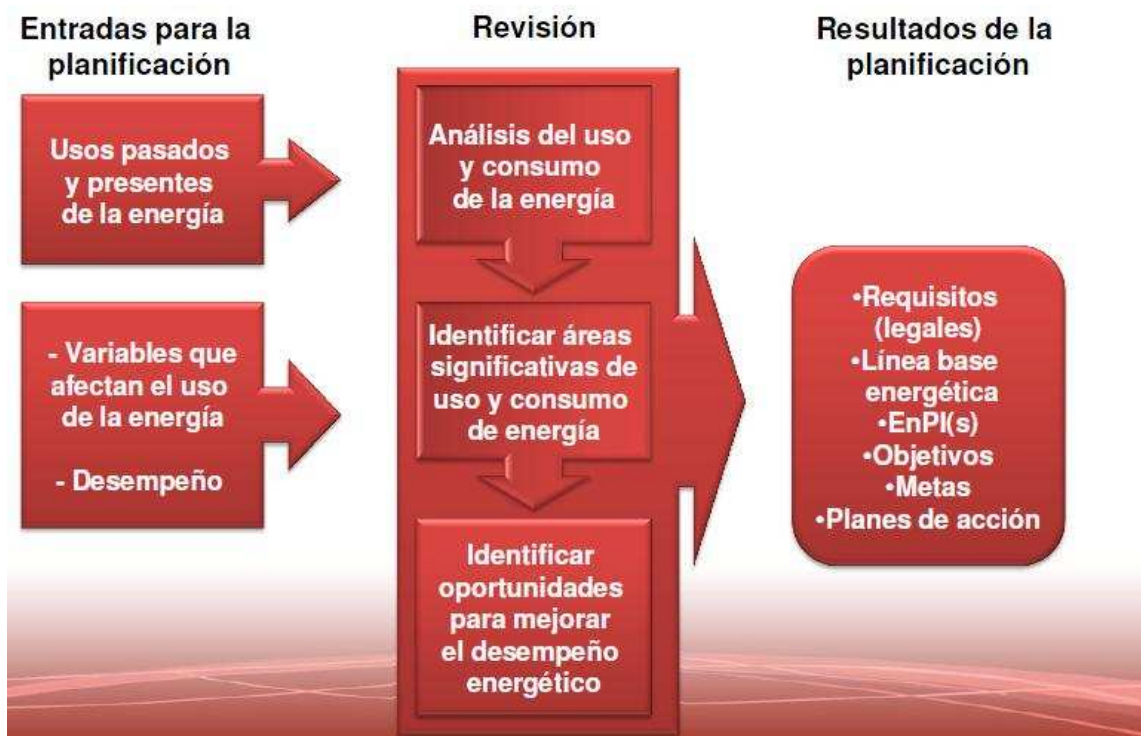 Entradas para la
planificación
Usos pasados
y presentes
de la energía
- Variables que
afectan el uso
de la energía
- Desempeño
Revisión
Análisis del uso
y consumo
de la energía
Identificar áreas
significativas de
uso y consumo
de energía
Identificar
oportunidades
para mejorar
el desempeño
energético
Resultados de la
planificación
•Requisitos
(legales)
•Línea base
energética
•EnPI(s)
•Objetivos
•Metas
•Planes de acción